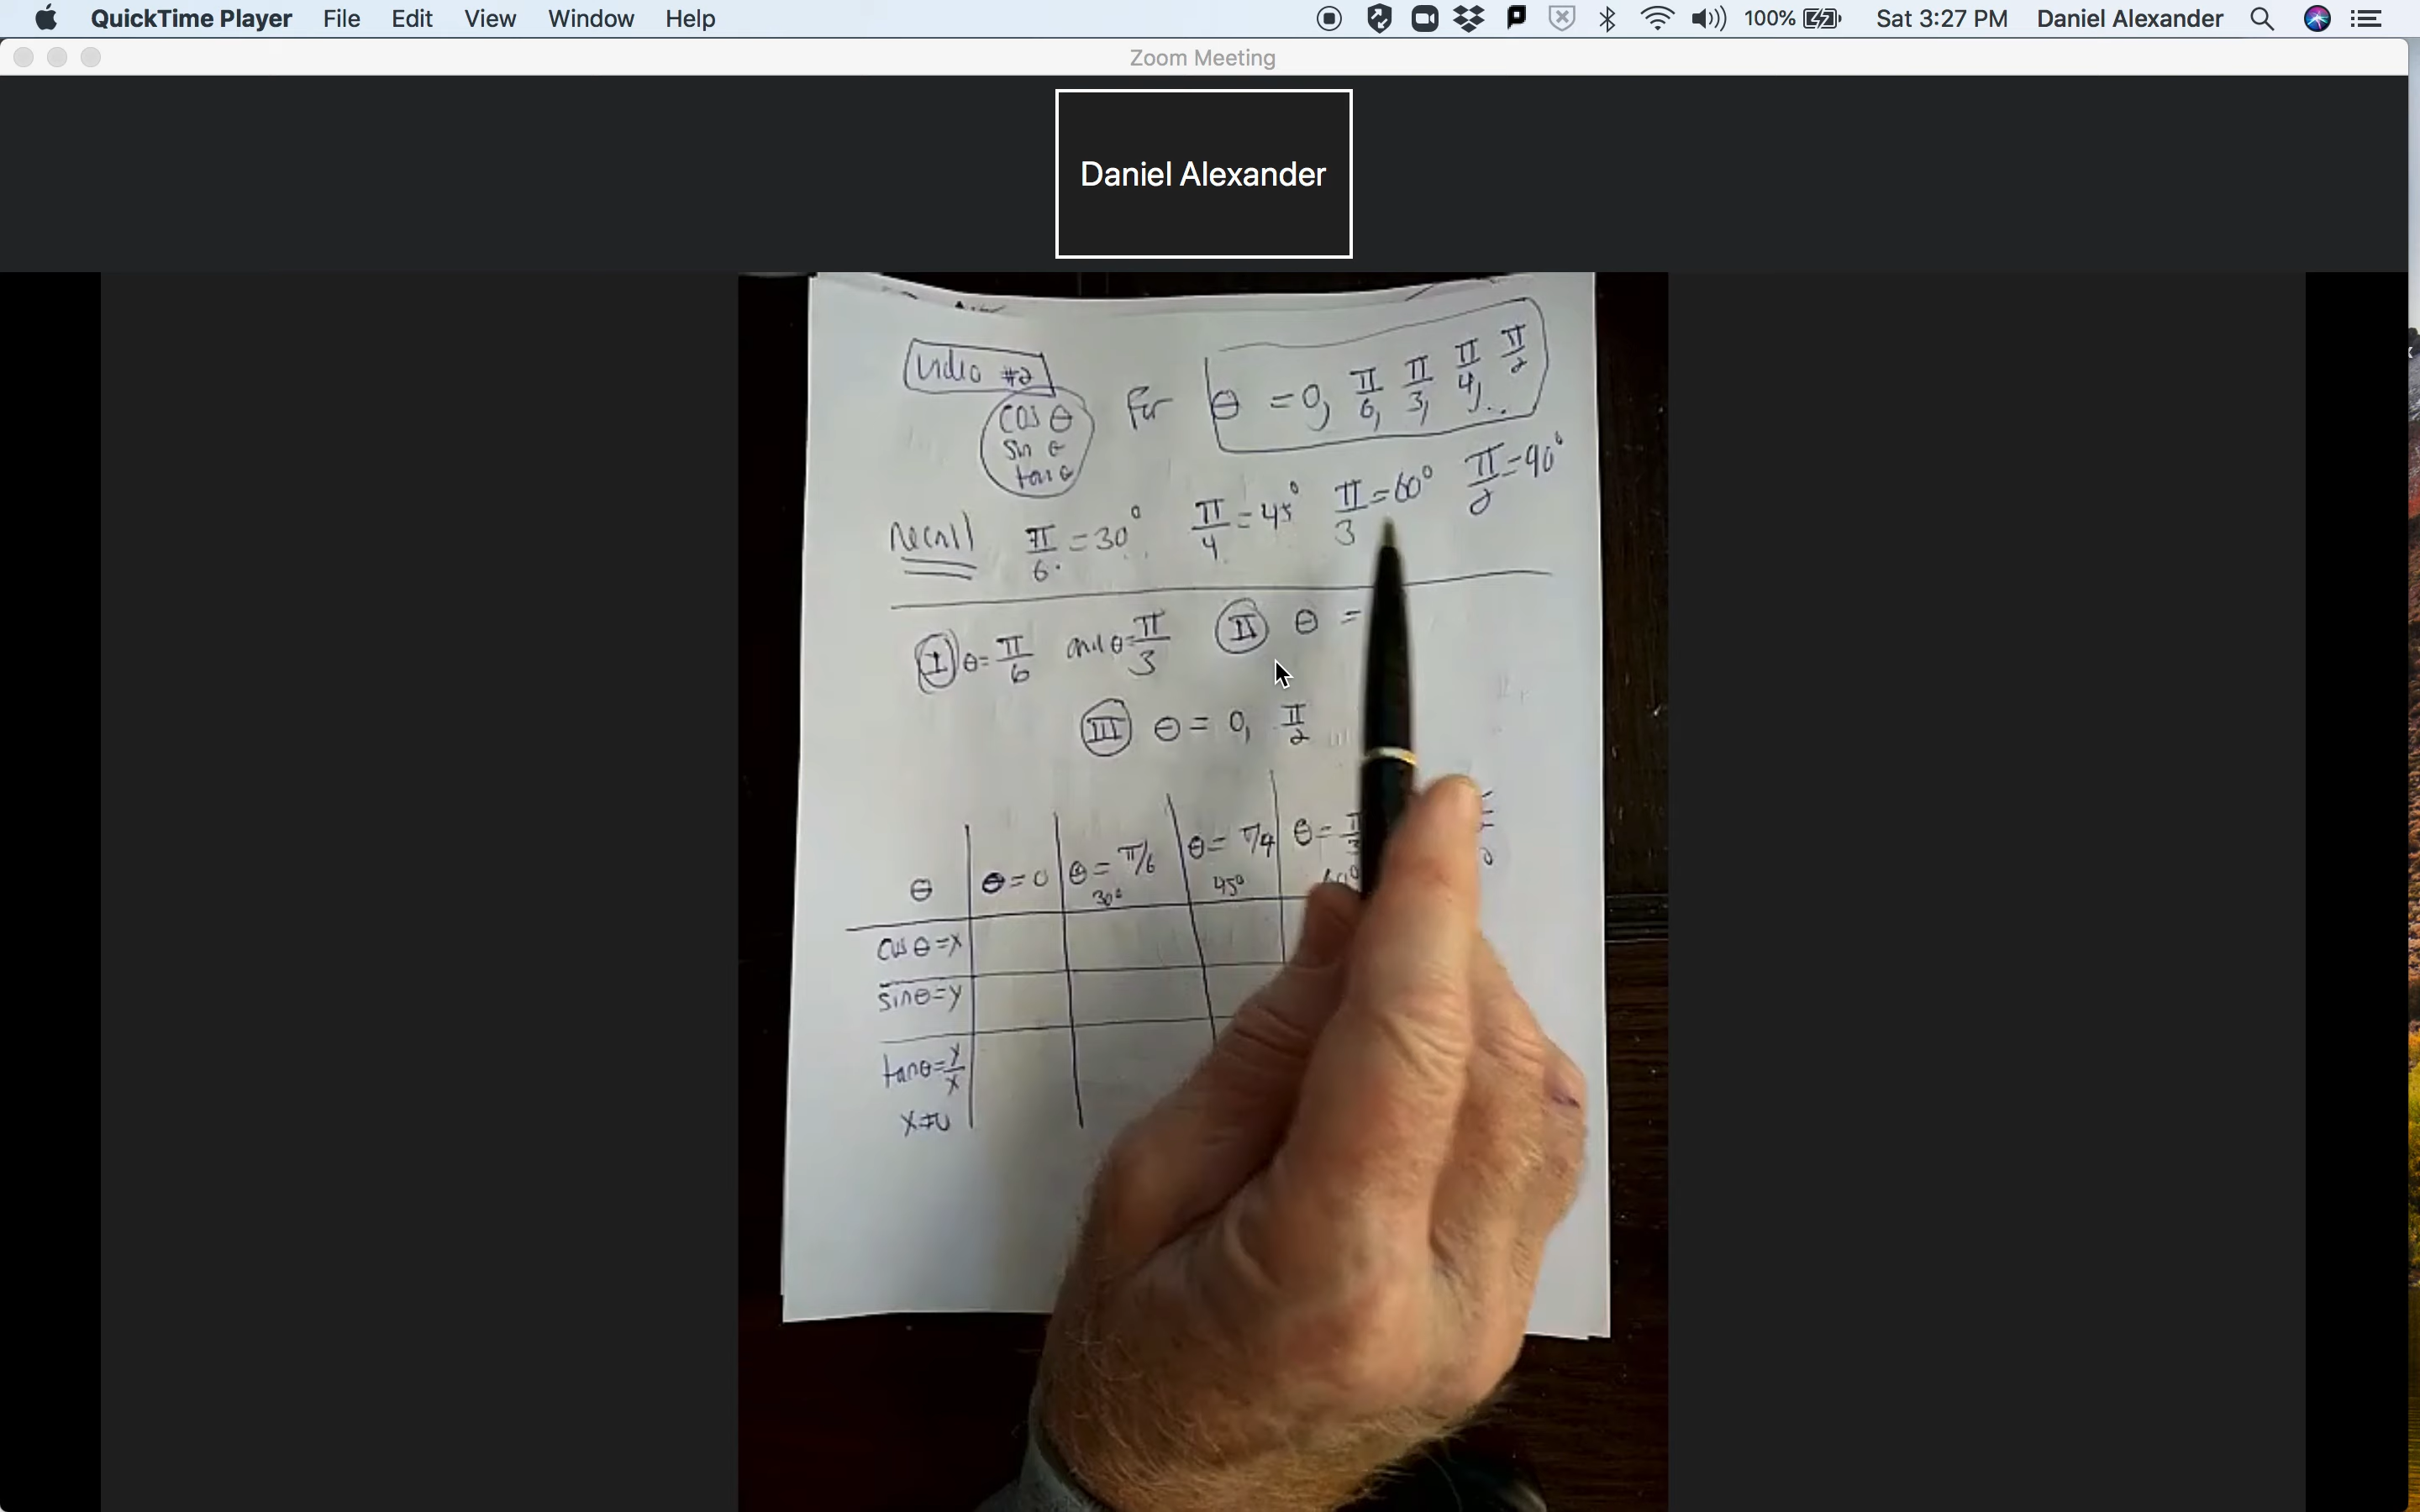 QuickTime Player File Edit View Window Help 100% Sat 3:27 PM Daniel Alexander
Zoom Meeting
Daniel Alexander
Video #2
cos θ
sin θ
tan θ
For θ = 0, π/6, π/3, π/4, π/2
Recall π/6 = 30° π/4 = 45° π/3 = 60° π/2 = 90°
I θ = π/6 and θ = π/3 II θ =
III θ = 0, π/2
θ θ = 0 θ = π/6 θ = π/4 θ = π/3
30° 45° 60°
cos θ = x
sin θ = y
tan θ = y/x
x ≠ 0